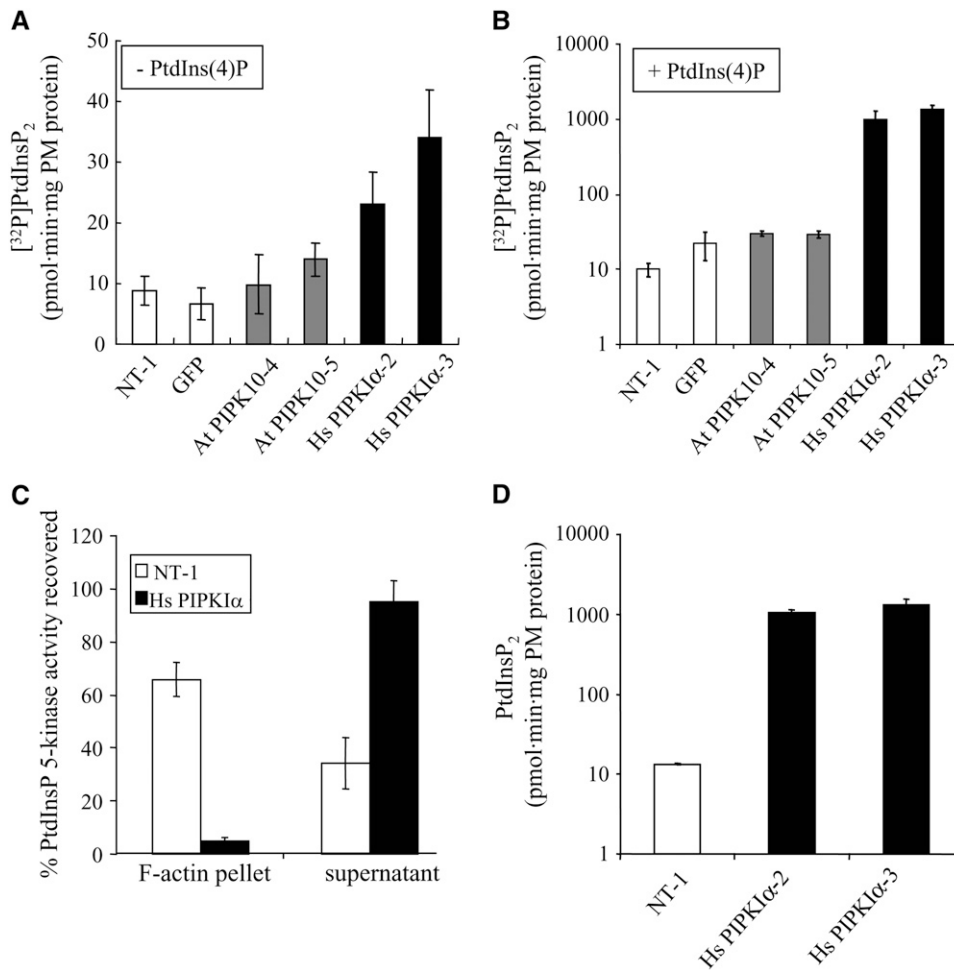 A
[³²P]PtdInsP₂
(pmol·min·mg PM protein)
50
40
30
20
10
0
- PtdIns(4)P
NT-1
GFP
At PIPK10-4
At PIPK10-5
Hs PIPKIα-2
Hs PIPKIα-3
B
[³²P]PtdInsP₂
(pmol·min·mg PM protein)
10000
1000
100
10
1
+ PtdIns(4)P
NT-1
GFP
At PIPK10-4
At PIPK10-5
Hs PIPKIα-2
Hs PIPKIα-3
C
% PtdInsP 5-kinase actvity recovered
120
100
80
60
40
20
0
NT-1
Hs PIPKIα
F-actin pellet
supernatant
D
PtdInsP₂
(pmol·min·mg PM protein)
10000
1000
100
10
1
NT-1
Hs PIPKIα-2
Hs PIPKIα-3